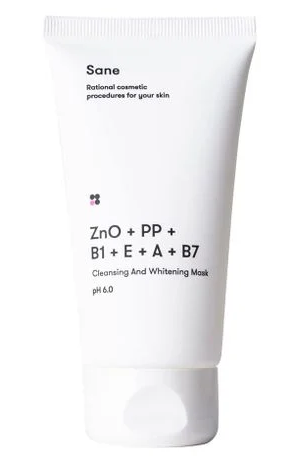 Sane
Rational cosmetic
procedures for your skin
ZnO + PP +
B1 + E + A + B7
Cleansing And Whitening Mask
pH 6.0